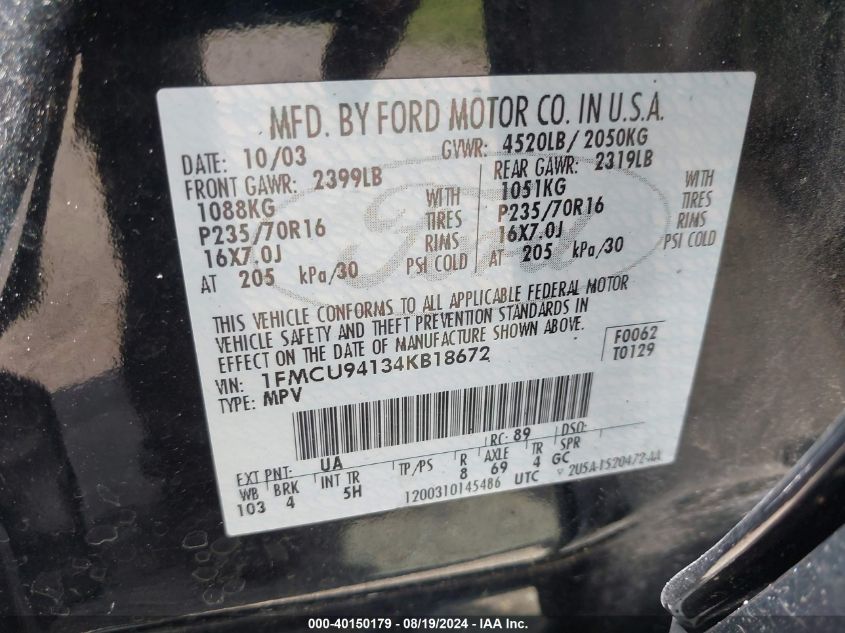 MFD. BY FORD MOTOR CO. IN U.S.A.
DATE: 10/03 GVWR: 4520LB/ 2050KG
FRONT GAWR: 2399LB REAR GAWR: 2319LB
1088KG WITH 1051KG WITH
P235/70R16 TIRES P235/70R16 TIRES
16X7.0J RIMS 16X7.0J RIMS
AT 205 kPa/30 PSI COLD AT 205 kPa/30 PSI COLD
THIS VEHICLE CONFORMS TO ALL APPLICABLE FEDERAL MOTOR
VEHICLE SAFETY AND THEFT PREVENTION STANDARDS IN
EFFECT ON THE DATE OF MANUFACTURE SHOWN ABOVE.
F0062
T0129
VIN: 1FMCU94134KB18672
TYPE: MPV
RC: 89 DSO:
EXT PNT: UA
WB BRK INT TR TP/PS R AXLE TR SPR
103 4 5H 8 69 4 GC
1200310145486 UTC 2U5A-1520472-AA
Ford
000-40150179 - 08/19/2024 - IAA Inc.